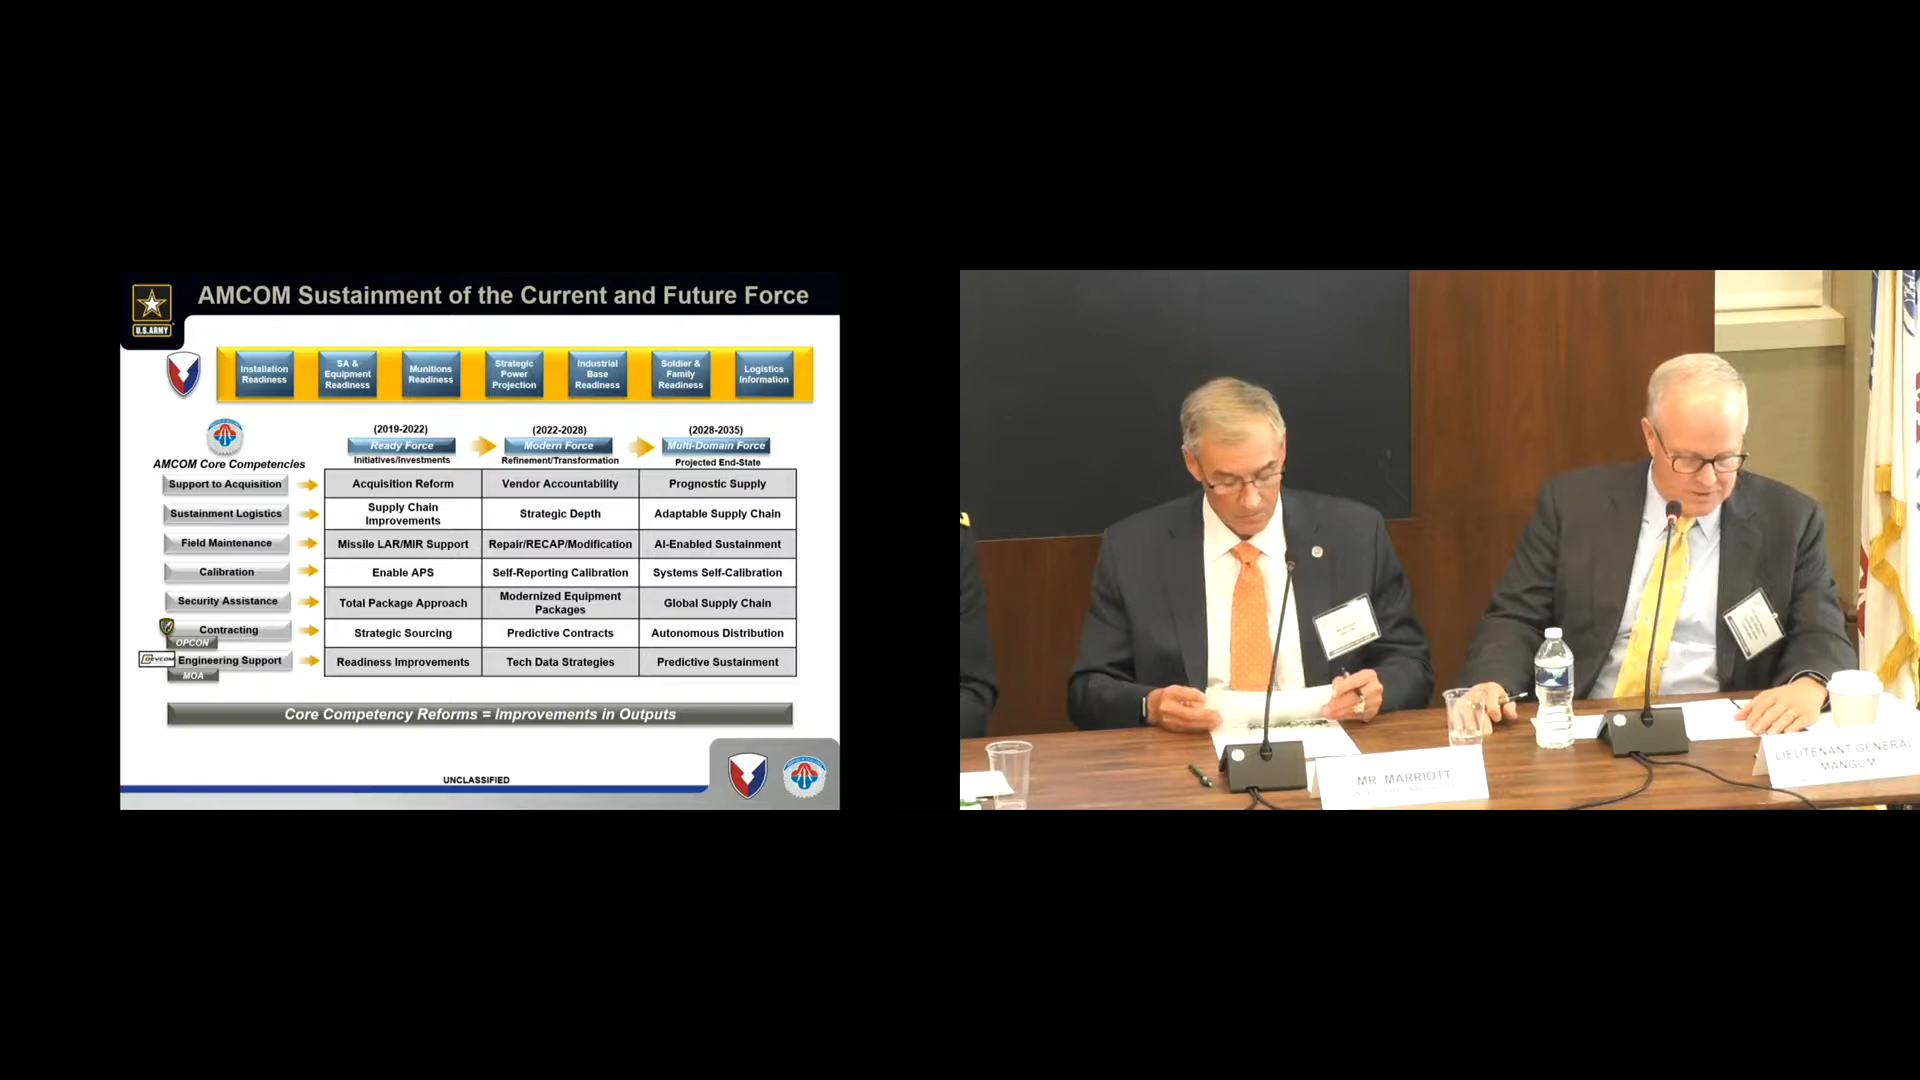 AMCOM Sustainment of the Current and Future Force
U.S.ARMY
Installation
Readiness
SA &
Equipment
Readiness
Munitions
Readiness
Strategic
Power
Projection
Industrial
Base
Readiness
Soldier &
Family
Readiness
Logistics
Information
(2019-2022)
(2022-2028)
(2028-2035)
Ready Force
Modern Force
Multi-Domain Force
Initiatives/Investments
Refinement/Transformation
Projected End-State
AMCOM Core Competencies
Support to Acquisition
Acquisition Reform
Vendor Accountability
Prognostic Supply
Sustainment Logistics
Supply Chain
Improvements
Strategic Depth
Adaptable Supply Chain
Field Maintenance
Missile LAR/MIR Support
Repair/RECAP/Modification
AI-Enabled Sustainment
Calibration
Enable APS
Self-Reporting Calibration
Systems Self-Calibration
Security Assistance
Total Package Approach
Modernized Equipment
Packages
Global Supply Chain
Contracting
OPCON
Strategic Sourcing
Predictive Contracts
Autonomous Distribution
DEVCOM
Engineering Support
MOA
Readiness Improvements
Tech Data Strategies
Predictive Sustainment
Core Competency Reforms = Improvements in Outputs
UNCLASSIFIED
MR. MARRIOTT
LIEUTENANT GENERAL
MANGUM